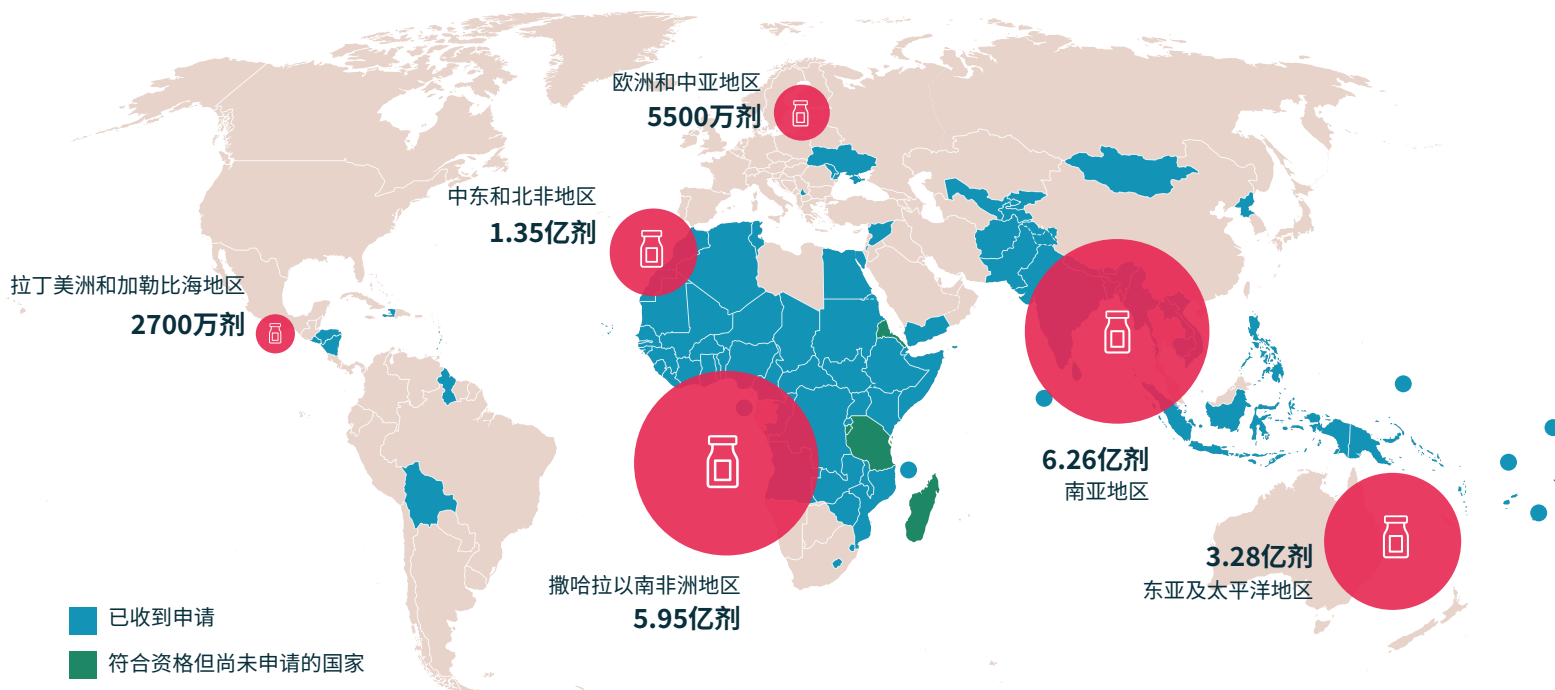 欧洲和中亚地区
5500万剂
中东和北非地区
1.35亿剂
拉丁美洲和加勒比海地区
2700万剂
6.26亿剂
南亚地区
3.28亿剂
东亚及太平洋地区
撒哈拉以南非洲地区
5.95亿剂
已收到申请
符合资格但尚未申请的国家